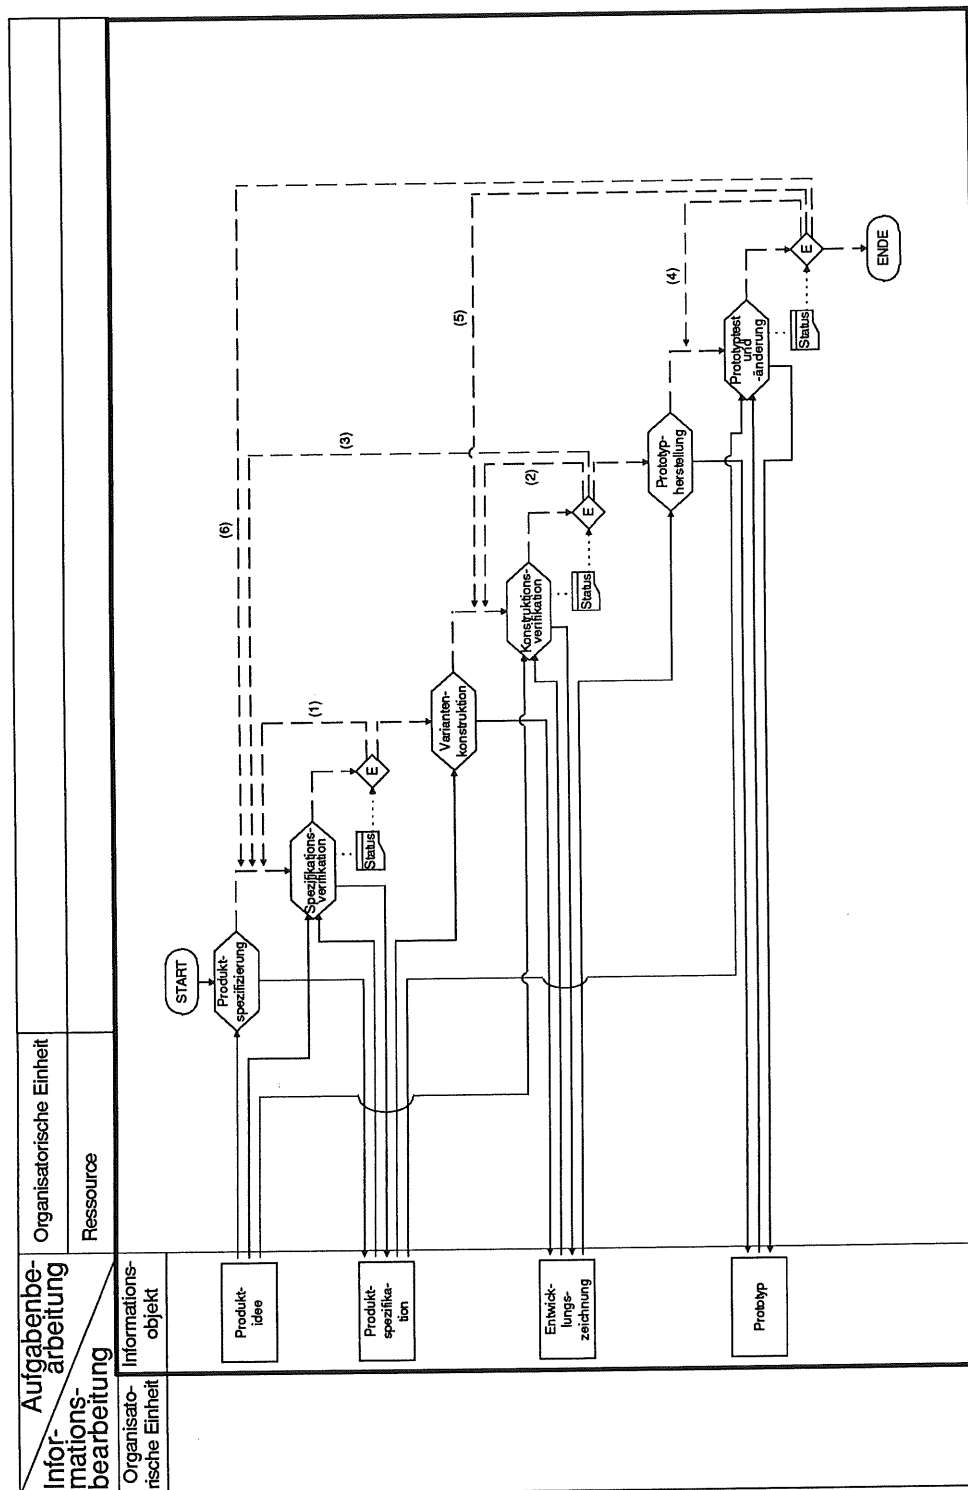 Aufgabenbe-
arbeitung
Infor-
mations-
bearbeitung
Organisatorische Einheit
Ressource
Organisato-
rische Einheit
Informations-
objekt
START
Produkt-
spezifizierung
Spezifikations-
verifikation
Status
E
(1)
Varianten-
konstruktion
Konstruktions-
verifikation
Status
E
(2)
(3)
(6)
(5)
Prototyp-
herstellung
(4)
Prototyptest
und
-änderung
Status
E
ENDE
Produkt-
idee
Produkt-
spezifika-
tion
Entwick-
lungs-
zeichnung
Prototyp